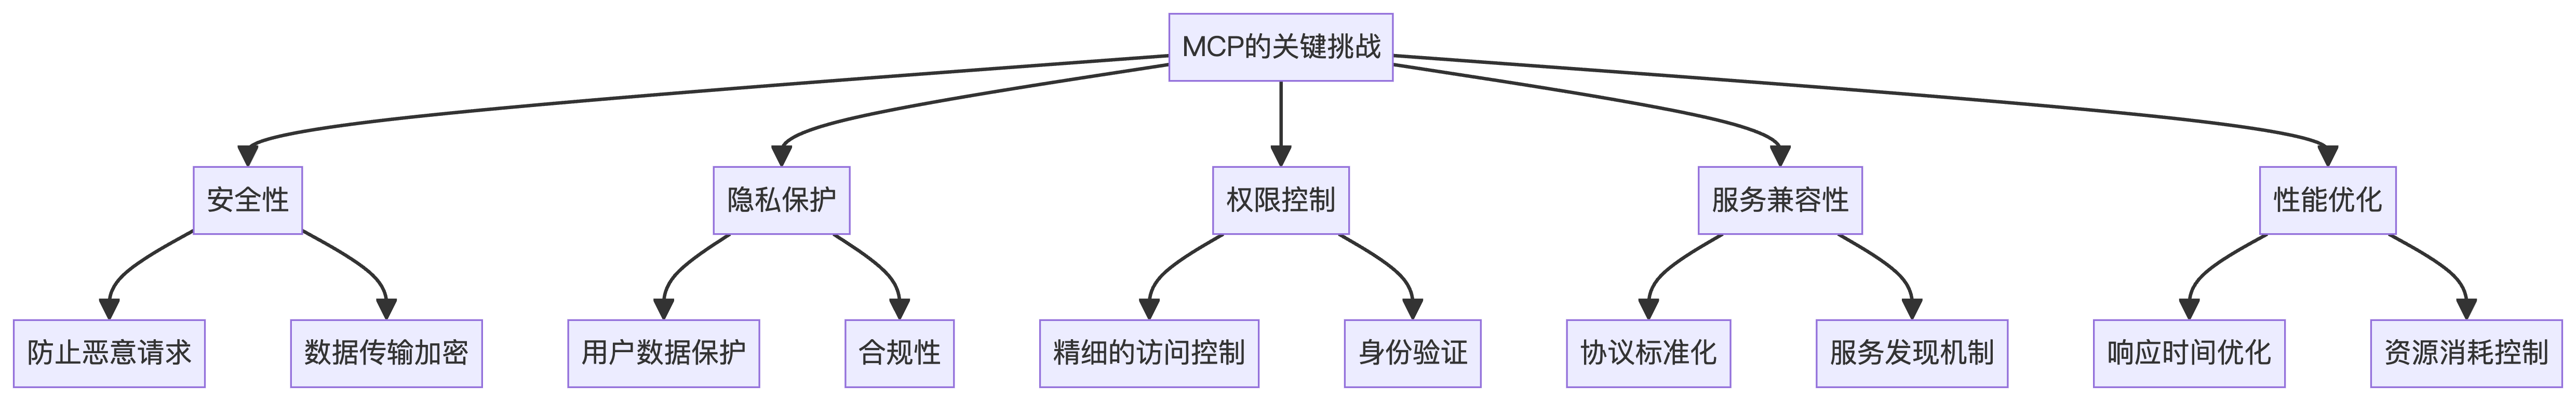 MCP的关键挑战
安全性
隐私保护
权限控制
服务兼容性
性能优化
防止恶意请求
数据传输加密
用户数据保护
合规性
精细的访问控制
身份验证
协议标准化
服务发现机制
响应时间优化
资源消耗控制